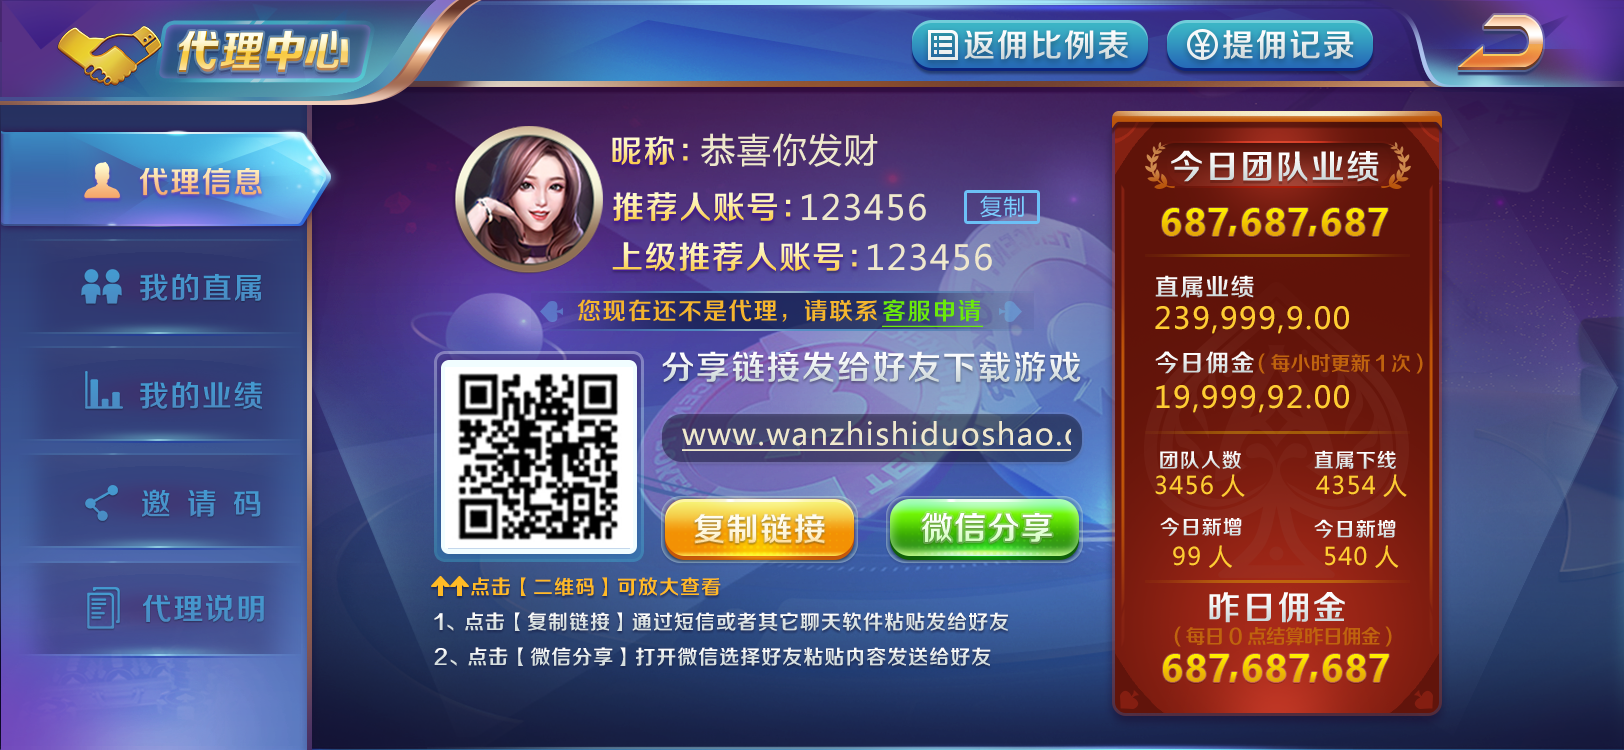 代理中心
返佣比例表
提佣记录
代理信息
我的直属
我的业绩
邀请码
代理说明
昵称：恭喜你发财
推荐人账号：123456
复制
上级推荐人账号：123456
您现在还不是代理，请联系客服申请
分享链接发给好友下载游戏
www.wanzhishiduoshao.c
复制链接
微信分享
点击【二维码】可放大查看
1、点击【复制链接】通过短信或者其它聊天软件粘贴发给好友
2、点击【微信分享】打开微信选择好友粘贴内容发送给好友
今日团队业绩
687,687,687
直属业绩
239,999,9.00
今日佣金（每小时更新1次）
19,999,92.00
团队人数
3456 人
直属下线
4354 人
今日新增
99 人
今日新增
540 人
昨日佣金
（每日0点结算昨日佣金）
687,687,687